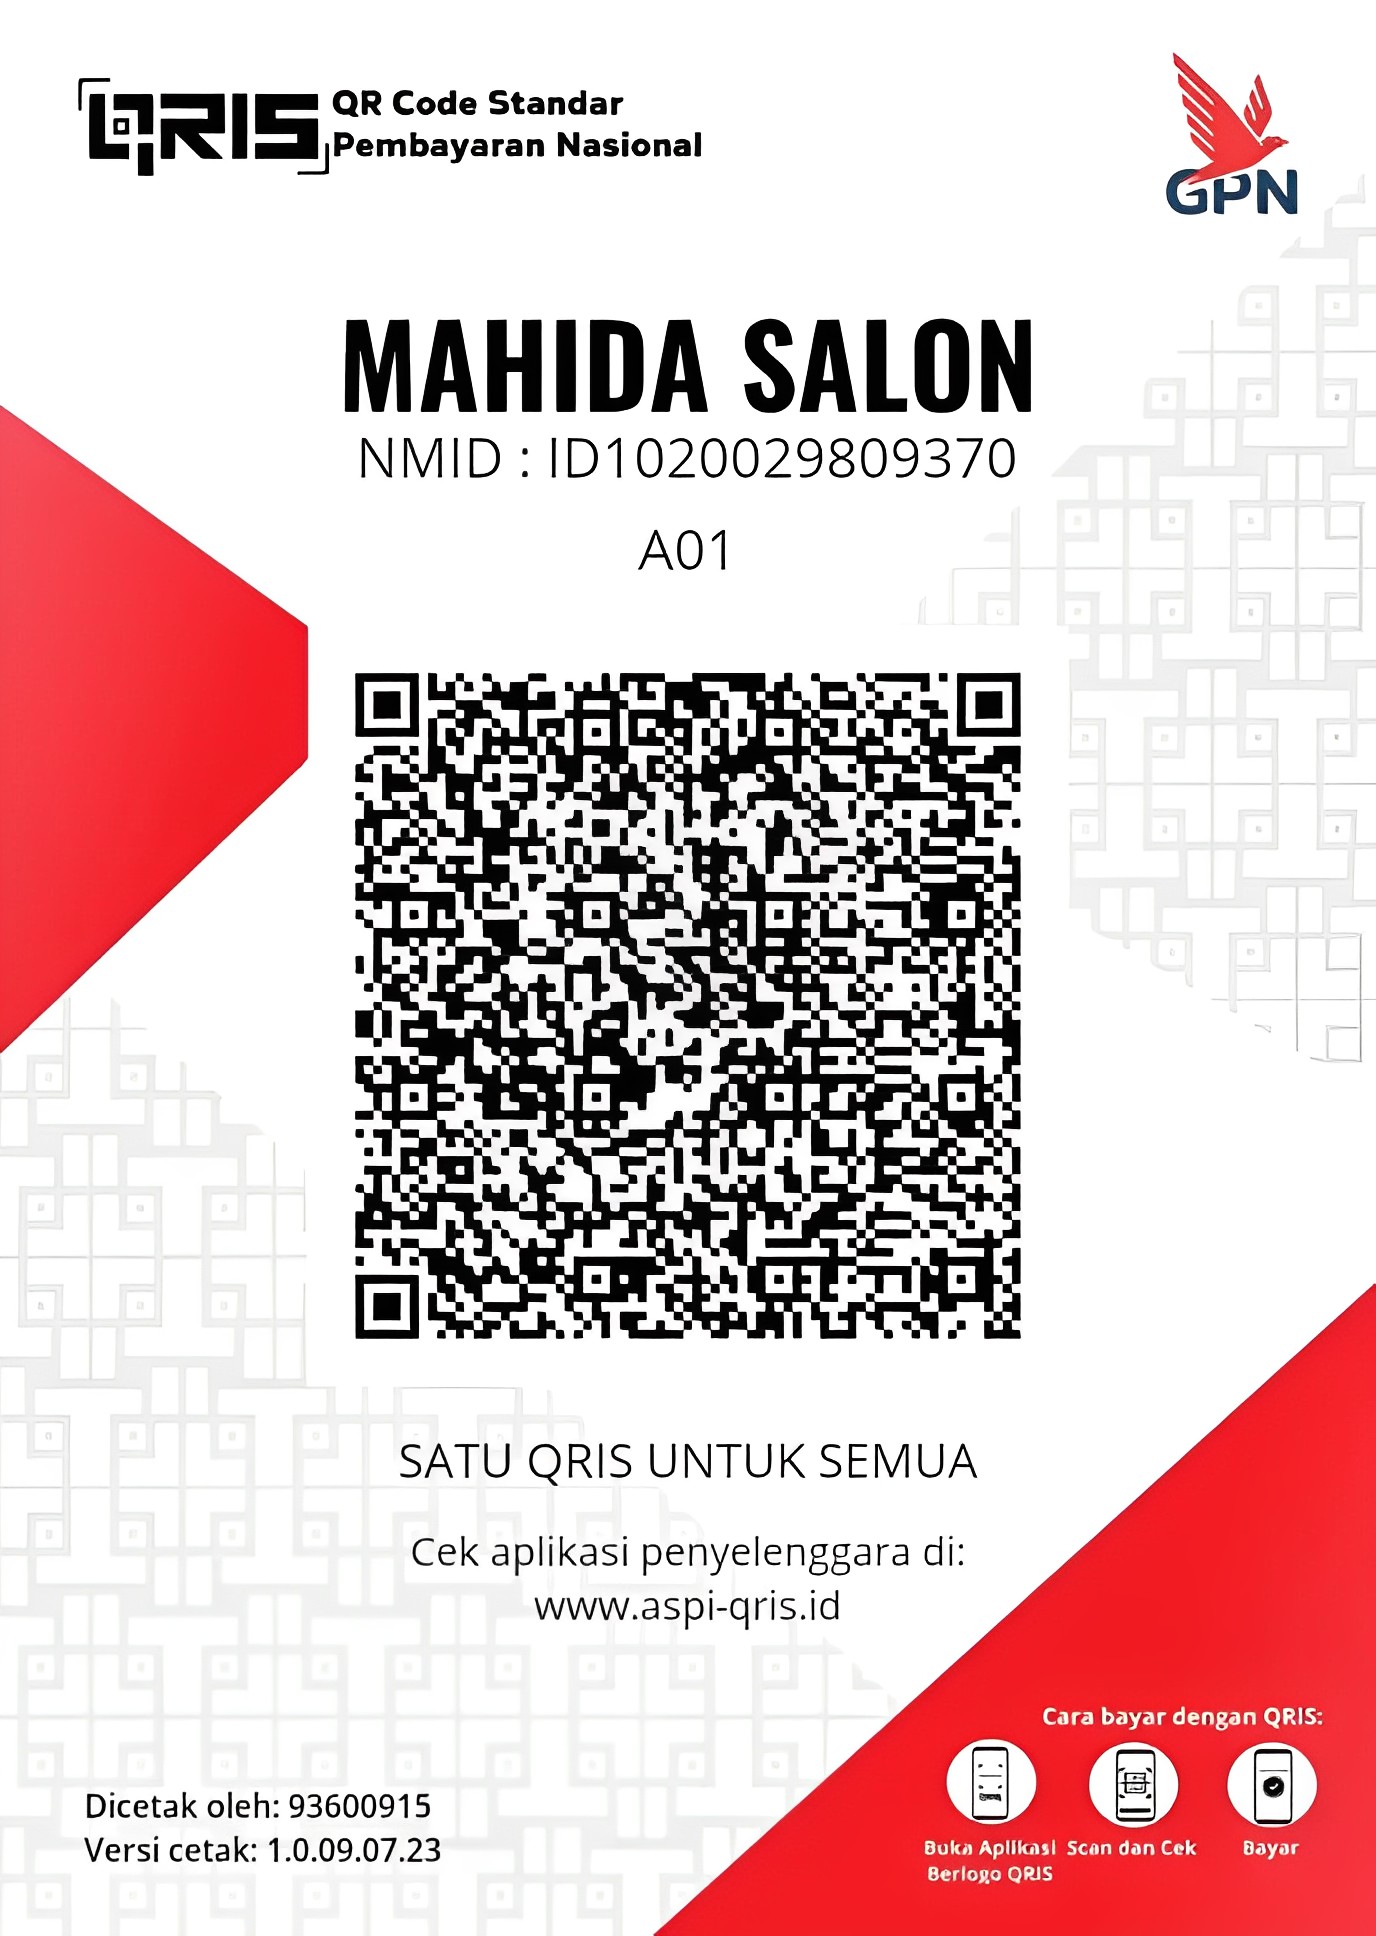 QRIS
QR Code Standar
Pembayaran Nasional
GPN
MAHIDA SALON
NMID : ID1020029809370
A01
SATU QRIS UNTUK SEMUA
Cek aplikasi penyelenggara di:
www.aspi-qris.id
Cara bayar dengan QRIS:
Buka Aplikasi
Berlogo QRIS
Scan dan Cek
Bayar
Dicetak oleh: 93600915
Versi cetak: 1.0.09.07.23